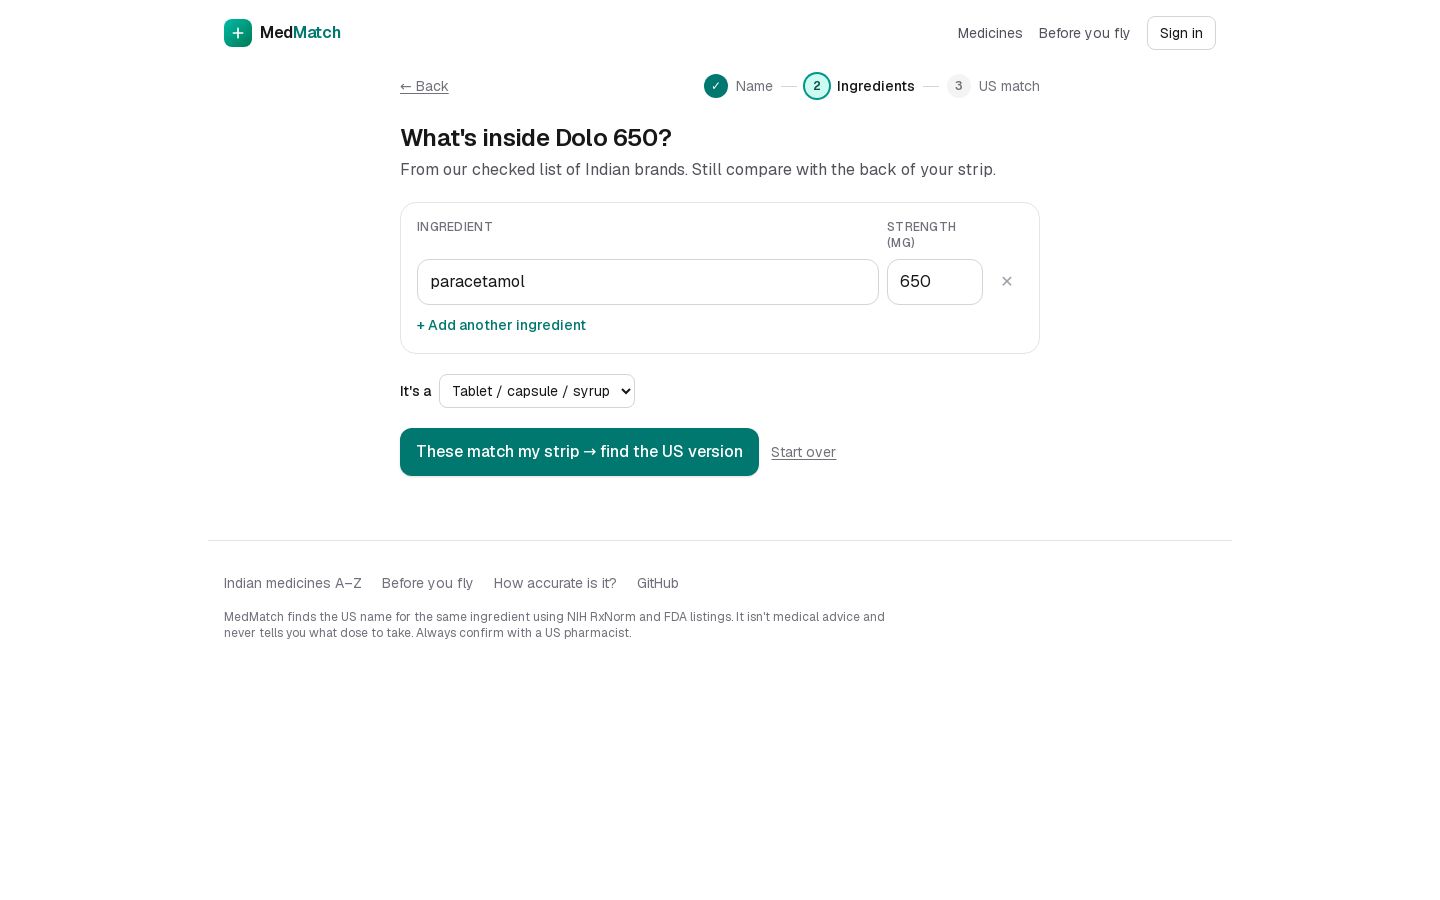 MedMatch
Medicines
Before you fly
Sign in
← Back
✓ Name
2 Ingredients
3 US match
What's inside Dolo 650?
From our checked list of Indian brands. Still compare with the back of your strip.
INGREDIENT
STRENGTH
(MG)
paracetamol
650
✕
+ Add another ingredient
It's a
Tablet / capsule / syrup
These match my strip → find the US version
Start over
Indian medicines A–Z
Before you fly
How accurate is it?
GitHub
MedMatch finds the US name for the same ingredient using NIH RxNorm and FDA listings. It isn't medical advice and
never tells you what dose to take. Always confirm with a US pharmacist.